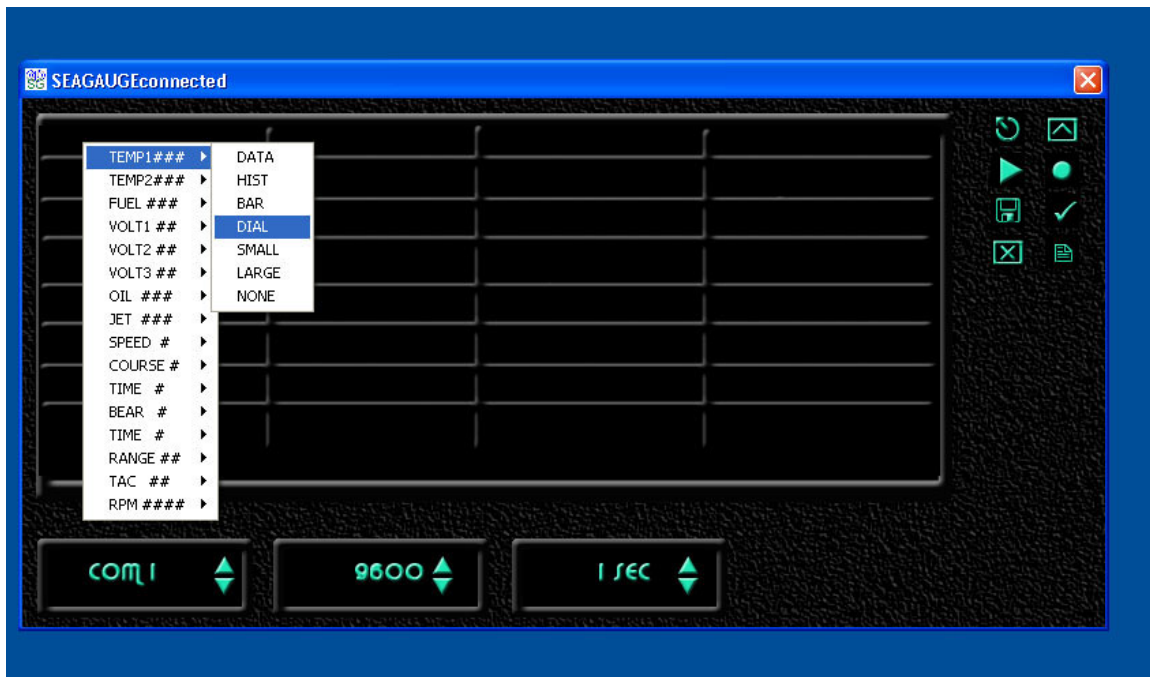 SEAGAUGEconnected
TEMP1###
TEMP2###
FUEL ###
VOLT1 ##
VOLT2 ##
VOLT3 ##
OIL ###
JET ###
SPEED #
COURSE #
TIME #
BEAR #
TIME #
RANGE ##
TAC ##
RPM ####
DATA
HIST
BAR
DIAL
SMALL
LARGE
NONE
COM 1
9600
1 SEC